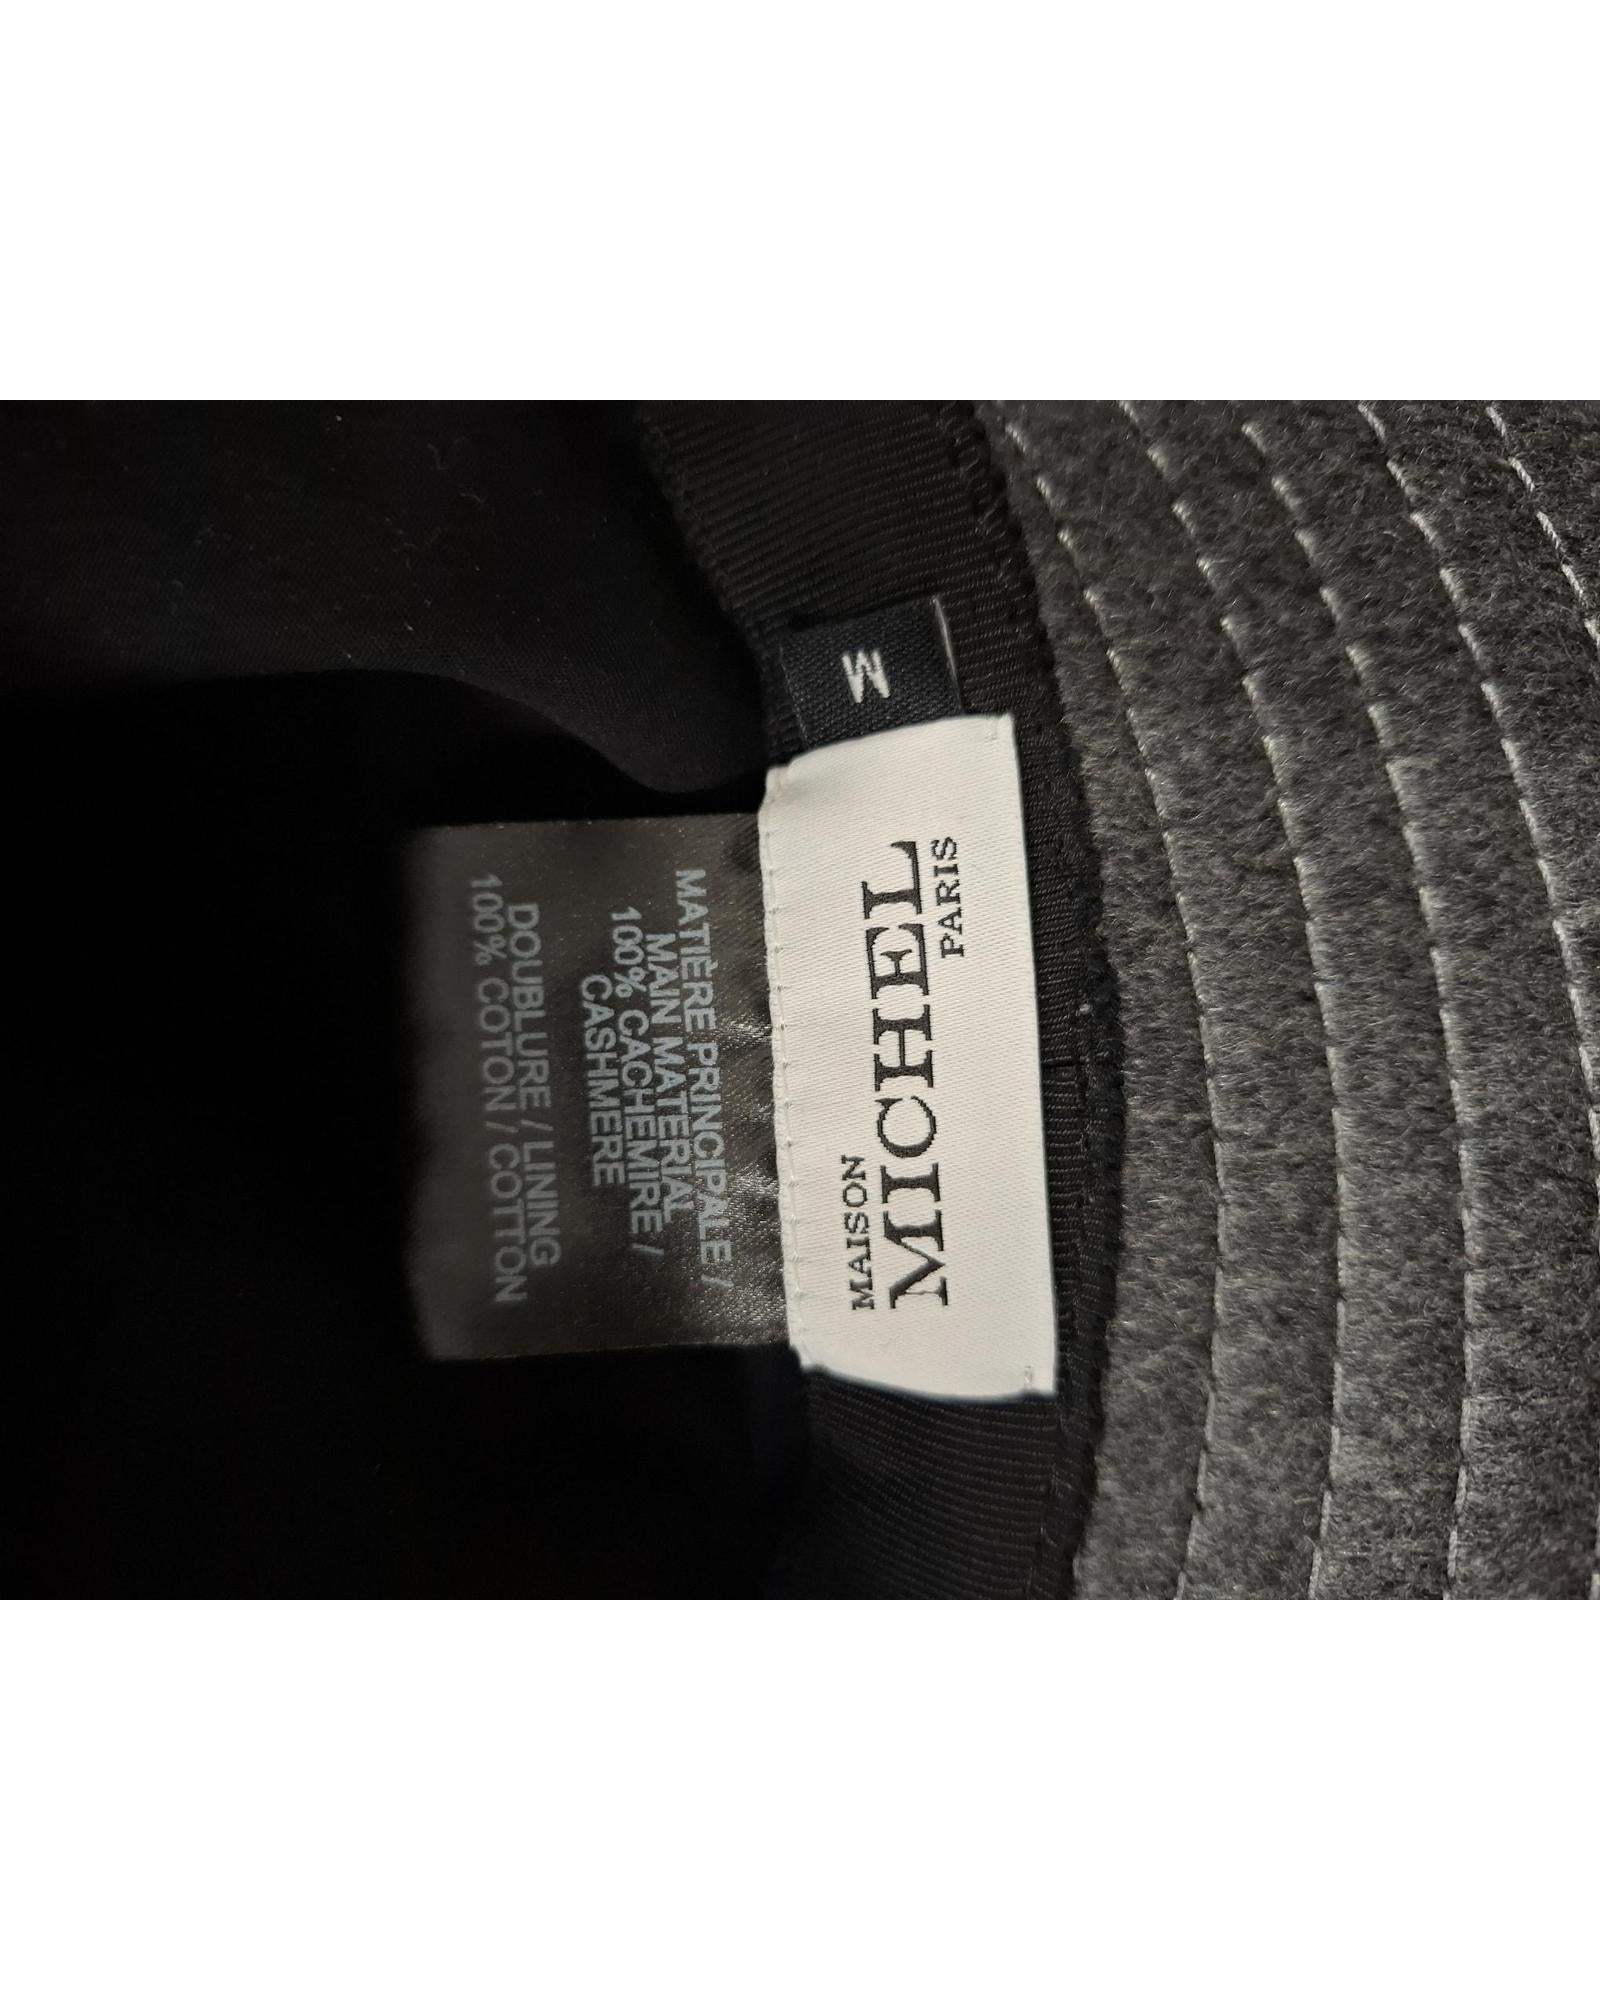 M
MAISON
MICHEL
PARIS
MATIÈRE PRINCIPALE /
MAIN MATERIAL
100% CACHEMIRE /
CASHMERE
DOUBLURE / LINING
100% COTON / COTTON